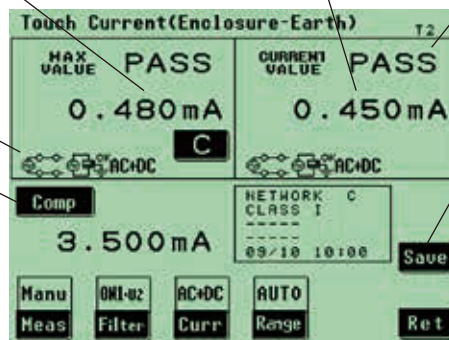 Touch Current(Enclosure-Earth)
T2
MAX VALUE PASS
0.480mA
C
AC+DC
CURRENT VALUE PASS
0.450mA
AC+DC
Comp
3.500mA
NETWORK C
CLASS I
-----
-----
09/10 10:00
Save
Manu
Meas
Filter
AC+DC
Curr
AUTO
Range
Ret